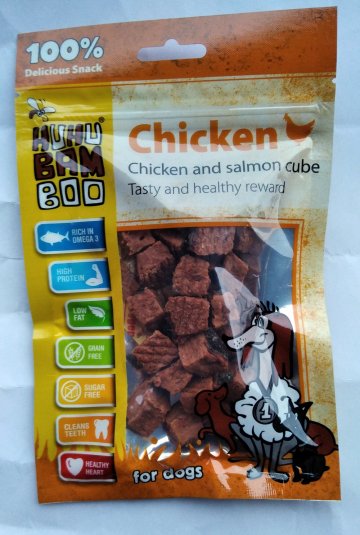 100%
Delicious Snack
HUHU®
BAM
BOO
Chicken
Chicken and salmon cube
Tasty and healthy reward
RICH IN
OMEGA 3
HIGH
PROTEIN
LOW
FAT
GRAIN
FREE
SUGAR
FREE
CLEANS
TEETH
HEALTHY
HEART
1
for dogs